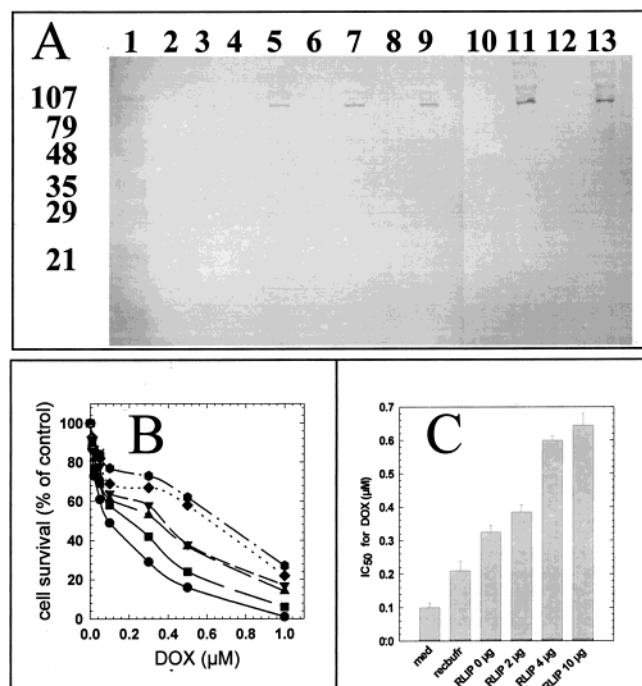 A
1 2 3 4 5 6 7 8 9 10 11 12 13
107
79
48
35
29
21
B
cell survival (% of control)
100
80
60
40
20
0
0.0 0.2 0.4 0.6 0.8 1.0
DOX (µM)
C
IC50 for DOX (µM)
0.7
0.6
0.5
0.4
0.3
0.2
0.1
0.0
med
recbufr
RLIP 0 µg
RLIP 2 µg
RLIP 4 µg
RLIP 10 µg